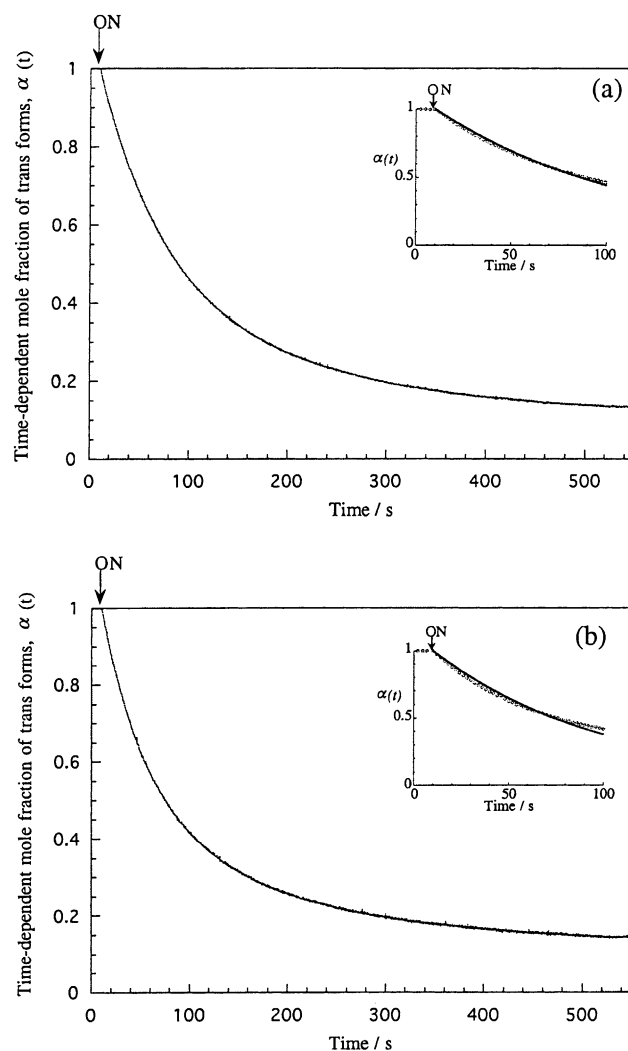 ON
Time-dependent mole fraction of trans forms, α (t)
1
0.8
0.6
0.4
0.2
0
0 100 200 300 400 500
Time / s
(a)
ON
α(t)
1
0.5
0
0 50 100
Time / s
ON
Time-dependent mole fraction of trans forms, α (t)
1
0.8
0.6
0.4
0.2
0
0 100 200 300 400 500
Time / s
(b)
ON
α(t)
1
0.5
0
0 50 100
Time / s